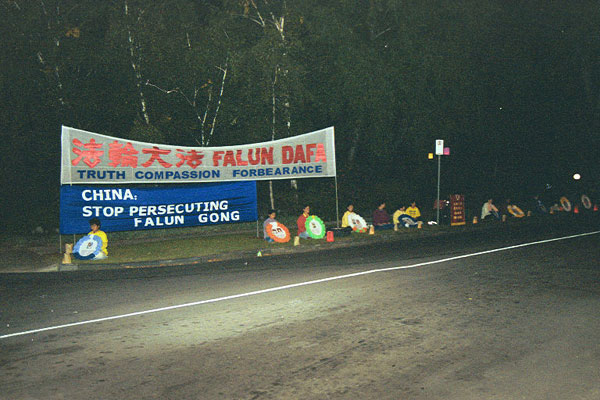 法輪大法 FALUN DAFA
TRUTH COMPASSION FORBEARANCE
CHINA:
STOP PERSECUTING
FALUN GONG